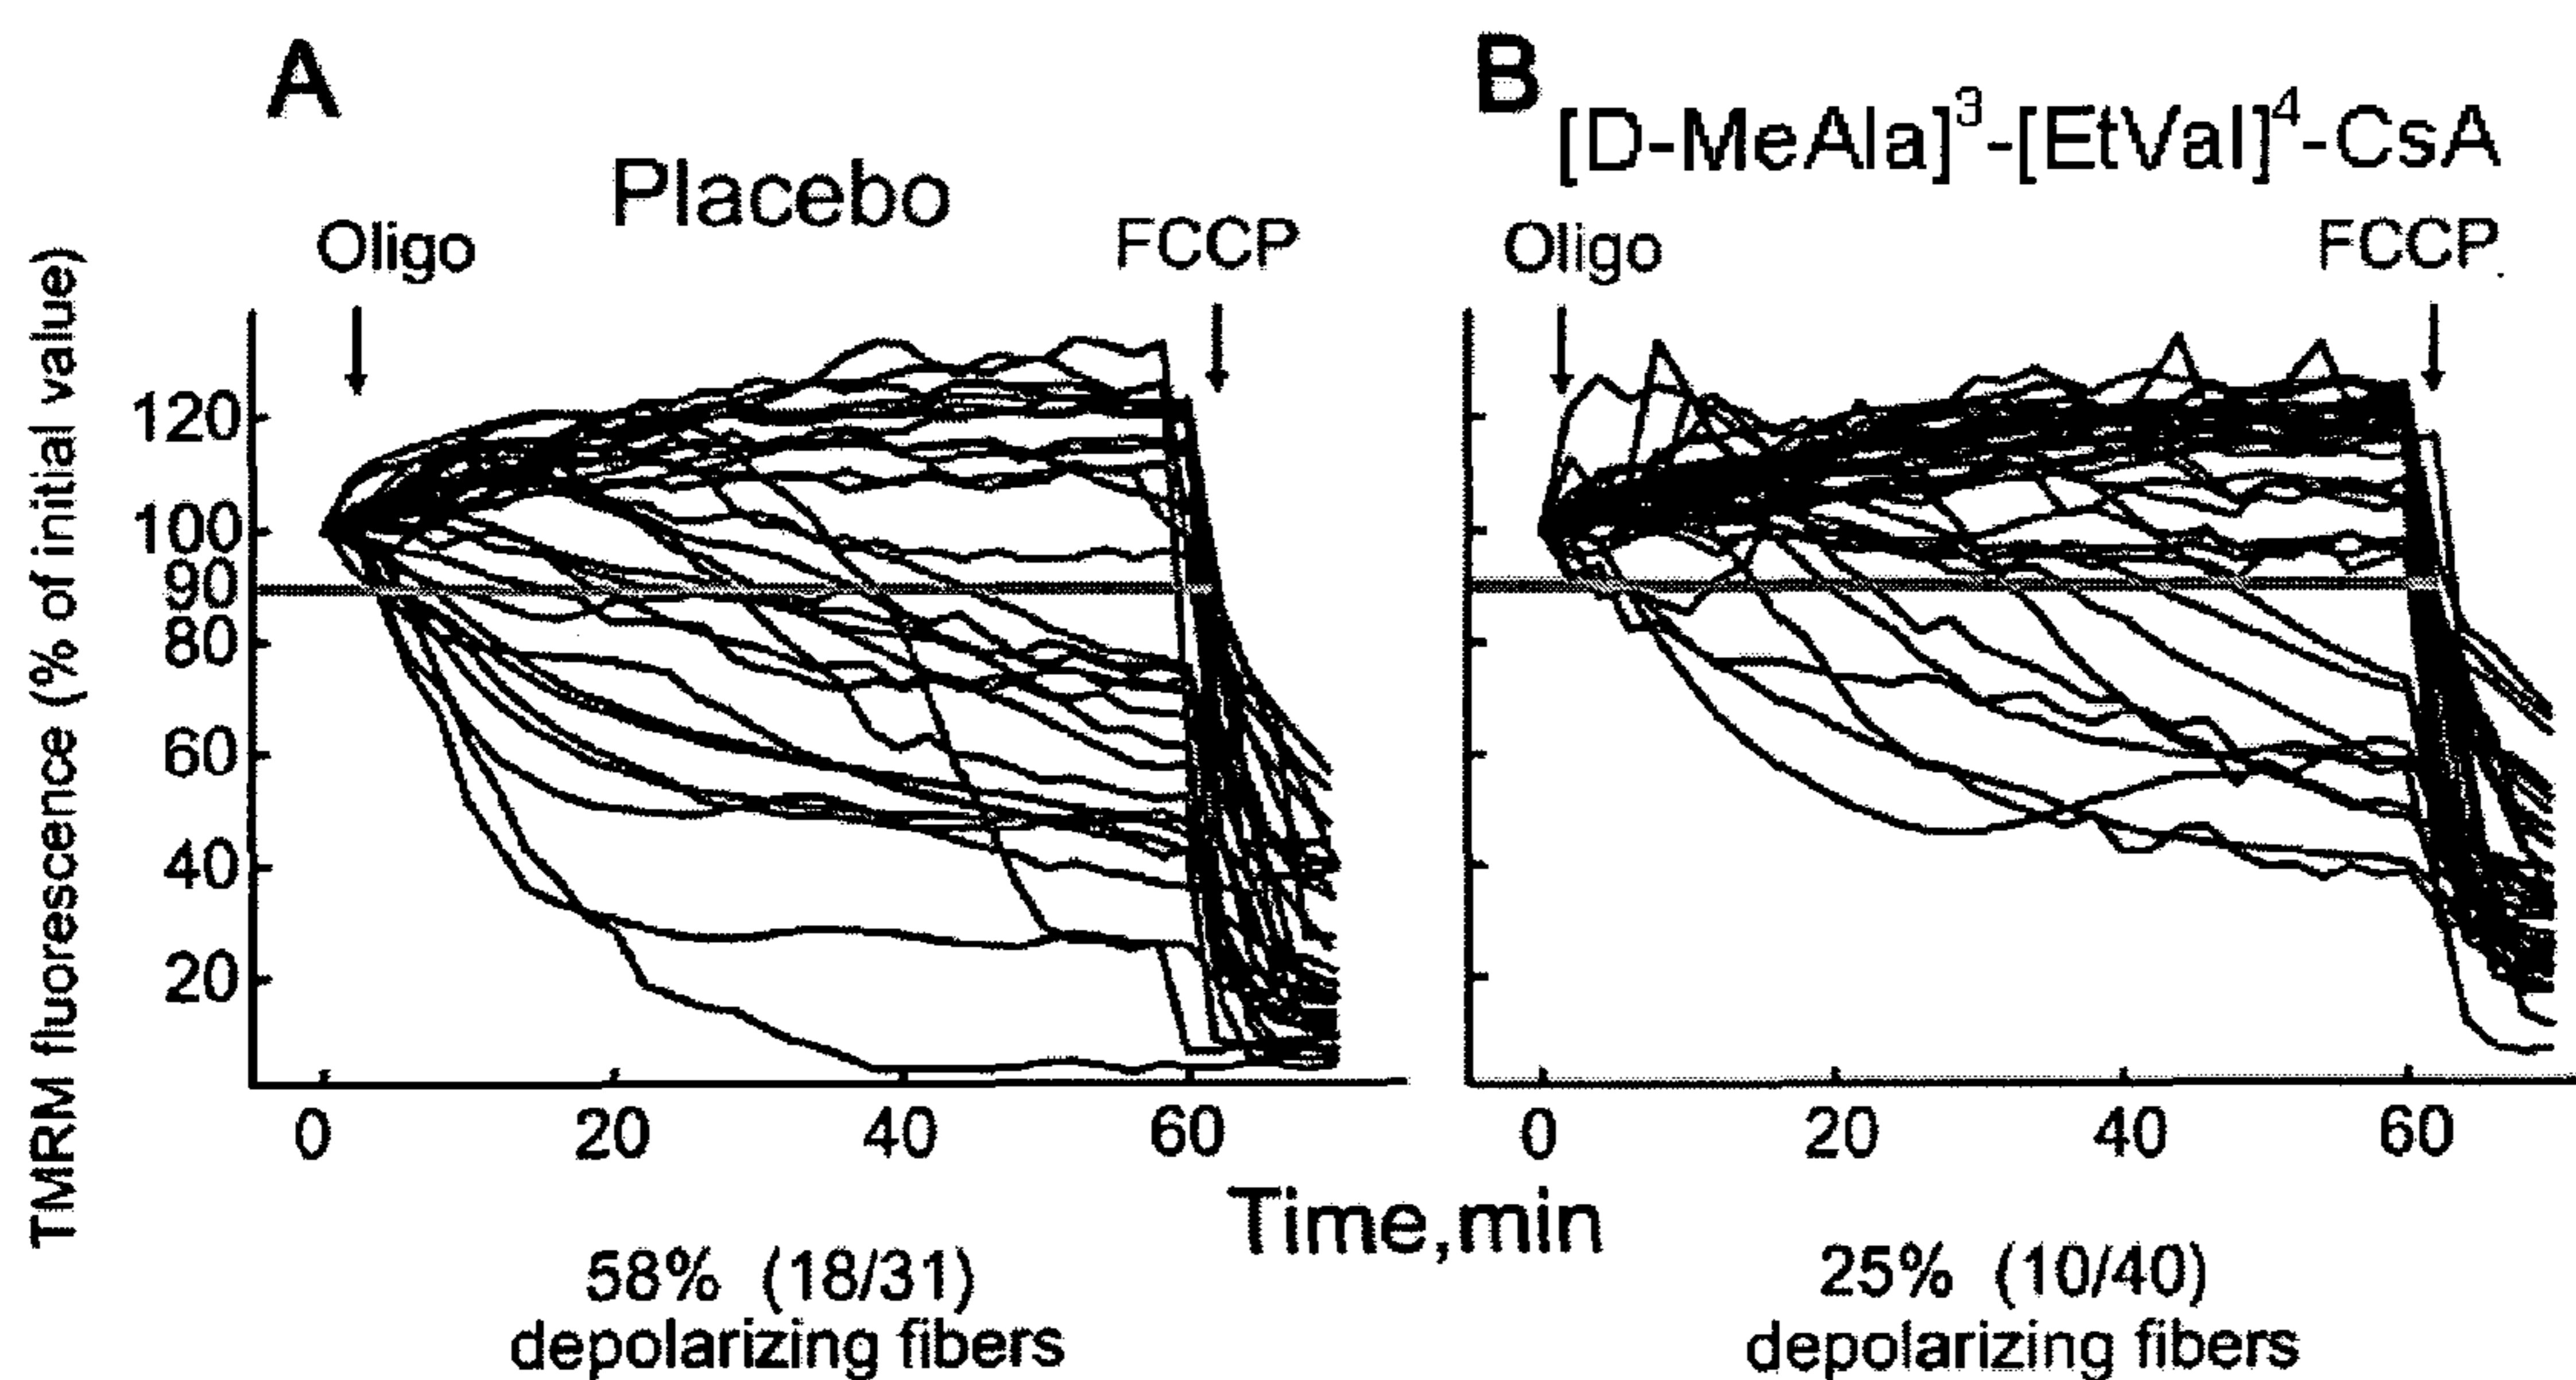 A
Placebo
Oligo
FCCP
B
[D-MeAla]³-[EtVal]⁴-CsA
Oligo
FCCP
TMRM fluorescence (% of initial value)
120
100
90
80
60
40
20
0 20 40 60
0 20 40 60
Time,min
58% (18/31)
depolarizing fibers
25% (10/40)
depolarizing fibers